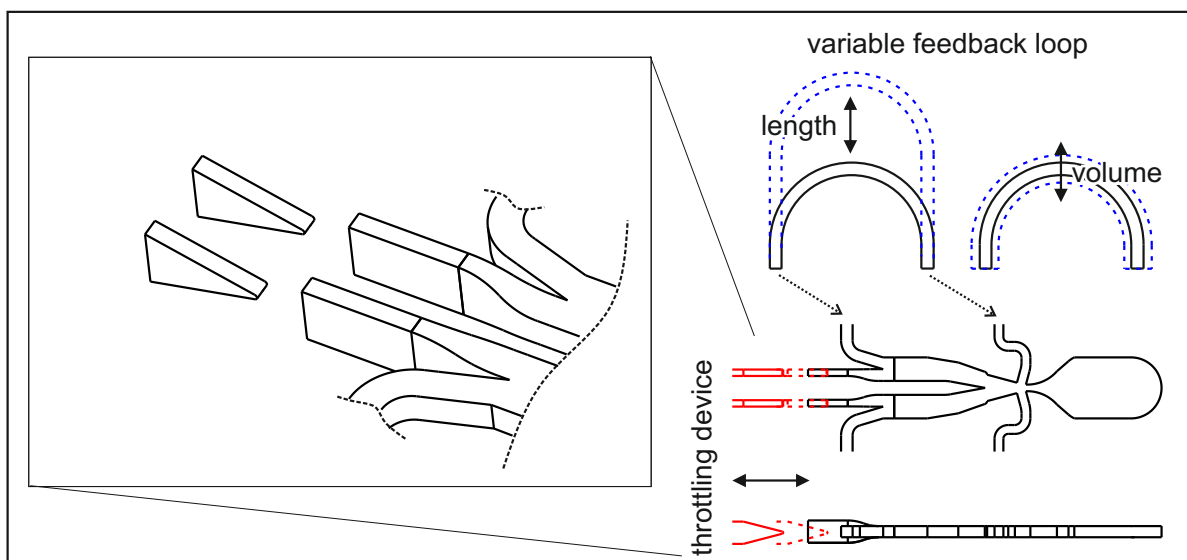 variable feedback loop
length
volume
throttling device